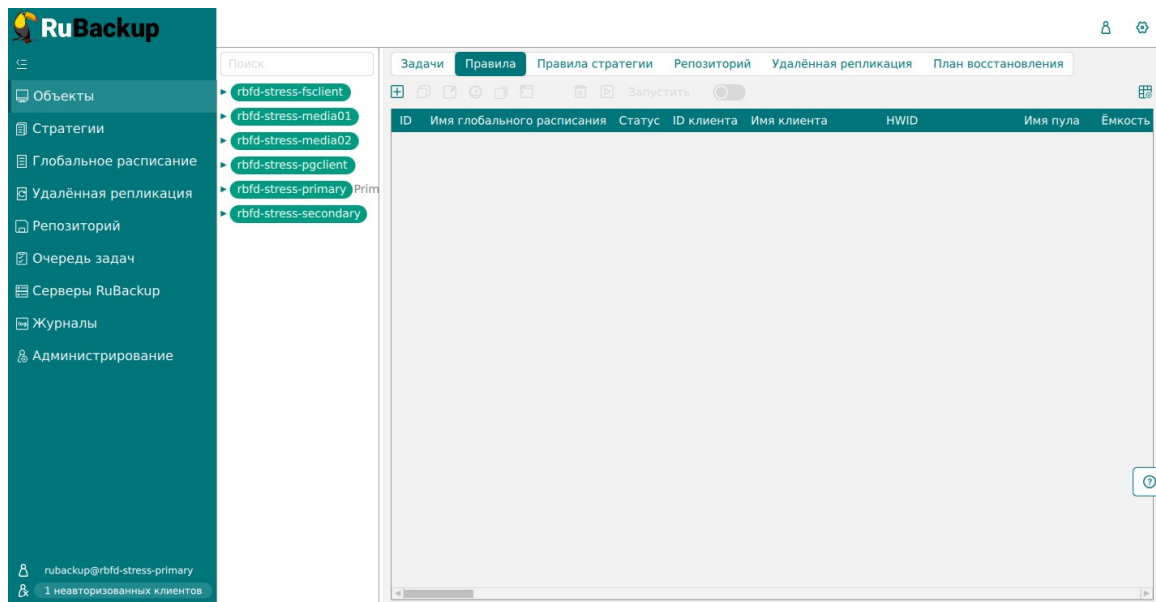 RuBackup
Объекты
Стратегии
Глобальное расписание
Удалённая репликация
Репозиторий
Очередь задач
Серверы RuBackup
Журналы
Администрирование
rubackup@rbfd-stress-primary
1 неавторизованных клиентов
Поиск
rbfd-stress-fsclient
rbfd-stress-media01
rbfd-stress-media02
rbfd-stress-pgclient
rbfd-stress-primary Prim
rbfd-stress-secondary
Задачи Правила Правила стратегии Репозиторий Удалённая репликация План восстановления
Запустить
ID Имя глобального расписания Статус ID клиента Имя клиента HWID Имя пула Ёмкость